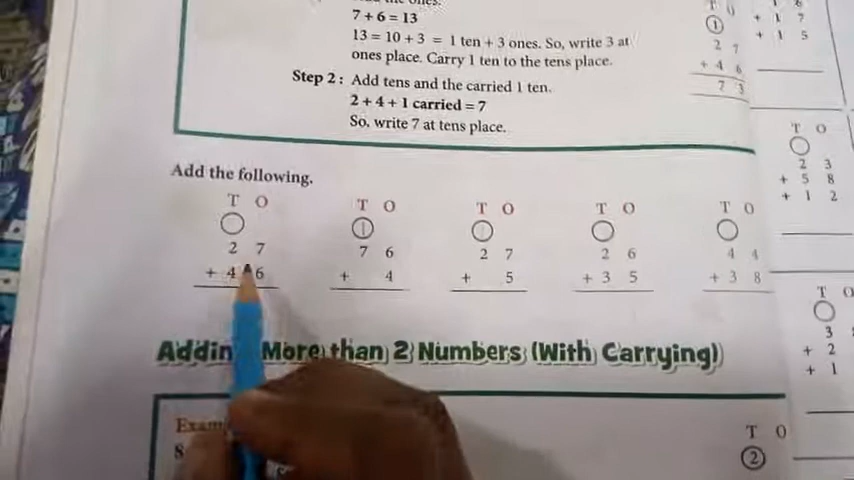 7 + 6 = 13
13 = 10 + 3 = 1 ten + 3 ones. So, write 3 at
ones place. Carry 1 ten to the tens place.
Step 2 : Add tens and the carried 1 ten.
2 + 4 + 1 carried = 7
So, write 7 at tens place.
T O
1
2 7
+ 4 6
7 3
+ 1 7
+ 1 5
Add the following.
T O
2 7
+ 4 6
T O
1
7 6
+ 4
T O
2 7
+ 5
T O
2 6
+ 3 5
T O
4 4
+ 3 8
T O
2 3
+ 5 8
+ 1 2
T O
3
+ 2
+ 1
More than 2 Numbers (With Carrying)
T O
2